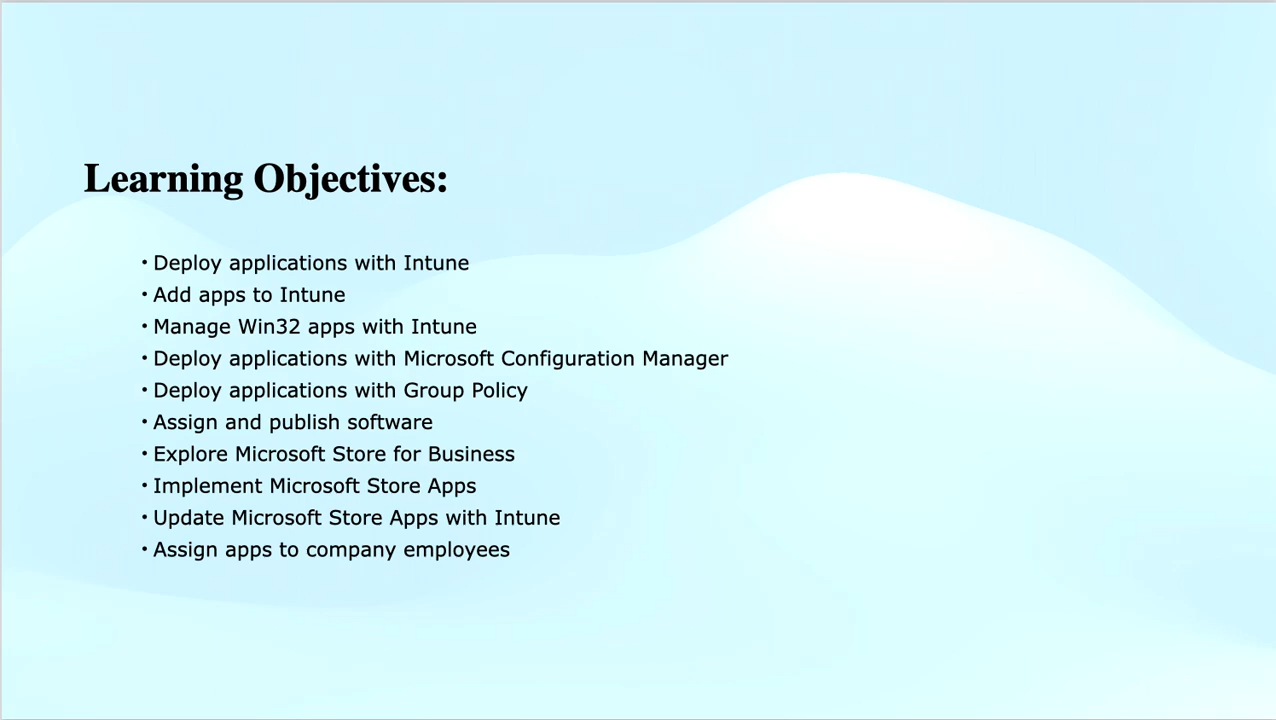 Learning Objectives:
• Deploy applications with Intune
• Add apps to Intune
• Manage Win32 apps with Intune
• Deploy applications with Microsoft Configuration Manager
• Deploy applications with Group Policy
• Assign and publish software
• Explore Microsoft Store for Business
• Implement Microsoft Store Apps
• Update Microsoft Store Apps with Intune
• Assign apps to company employees